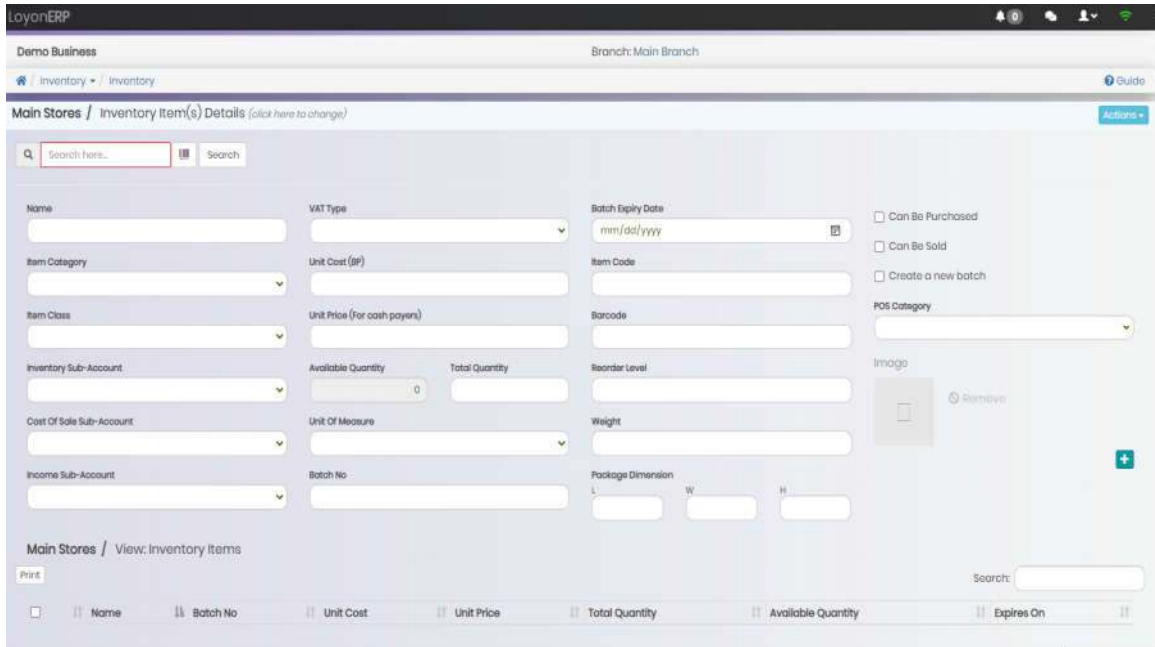 LoyonERP 0
Demo Business Branch: Main Branch
/ Inventory / Inventory Guide
Main Stores / Inventory Item(s) Details (click here to change) Actions
Search here... Search
Name VAT Type Batch Expiry Date
mm/dd/yyyy Can Be Purchased
Can Be Sold
Item Category Unit Cost (BP) Item Code
Create a new batch
Item Class Unit Price (For cash payers) Barcode POS Category
Inventory Sub-Account Available Quantity Total Quantity Reorder Level Image
0 Remove
Cost Of Sale Sub-Account Unit Of Measure Weight
Income Sub-Account Batch No Package Dimension
L W H
Main Stores / View: Inventory Items
Print Search:
Name Batch No Unit Cost Unit Price Total Quantity Available Quantity Expires On